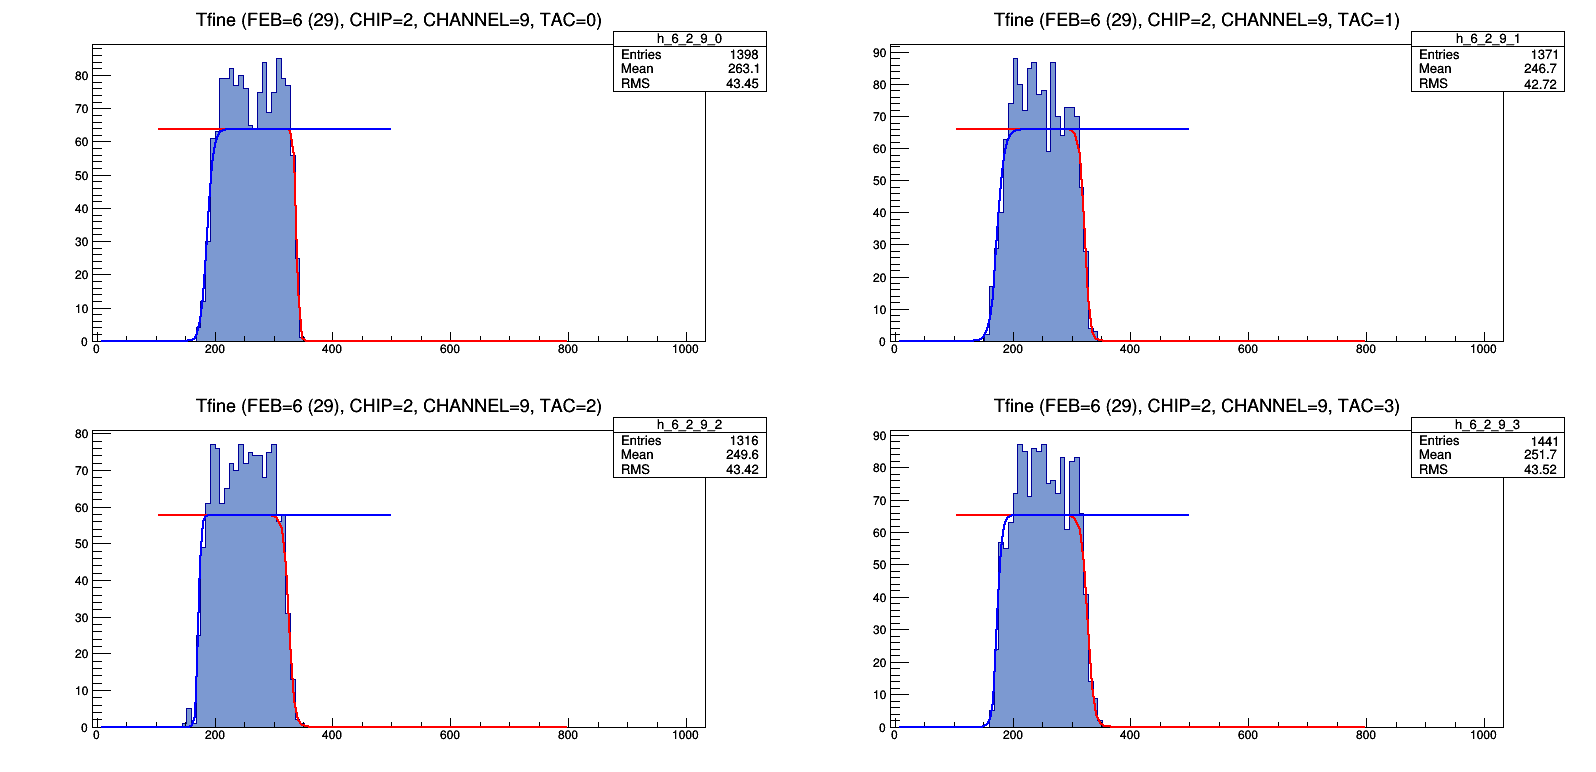 Tfine (FEB=6 (29), CHIP=2, CHANNEL=9, TAC=0)
h_6_2_9_0
Entries 1398
Mean 263.1
RMS 43.45
80
70
60
50
40
30
20
10
0
0 200 400 600 800 1000
Tfine (FEB=6 (29), CHIP=2, CHANNEL=9, TAC=1)
h_6_2_9_1
Entries 1371
Mean 246.7
RMS 42.72
90
80
70
60
50
40
30
20
10
0
0 200 400 600 800 1000
Tfine (FEB=6 (29), CHIP=2, CHANNEL=9, TAC=2)
h_6_2_9_2
Entries 1316
Mean 249.6
RMS 43.42
80
70
60
50
40
30
20
10
0
0 200 400 600 800 1000
Tfine (FEB=6 (29), CHIP=2, CHANNEL=9, TAC=3)
h_6_2_9_3
Entries 1441
Mean 251.7
RMS 43.52
90
80
70
60
50
40
30
20
10
0
0 200 400 600 800 1000